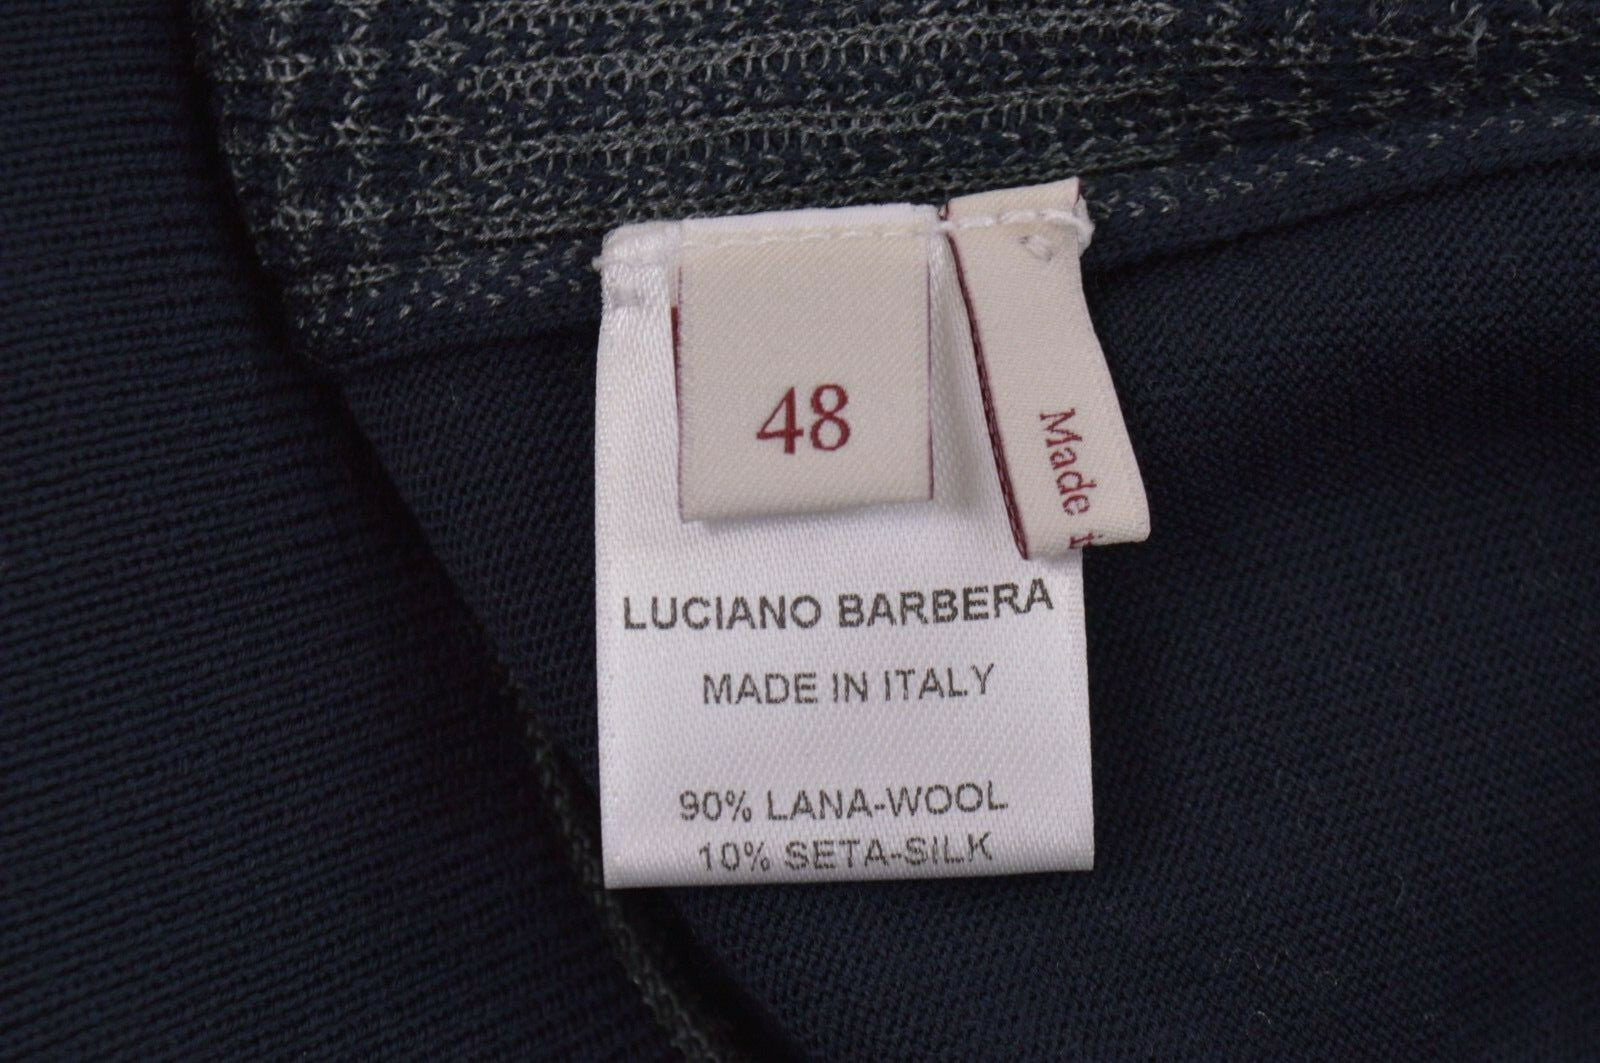 48
Made
LUCIANO BARBERA
MADE IN ITALY
90% LANA-WOOL
10% SETA-SILK